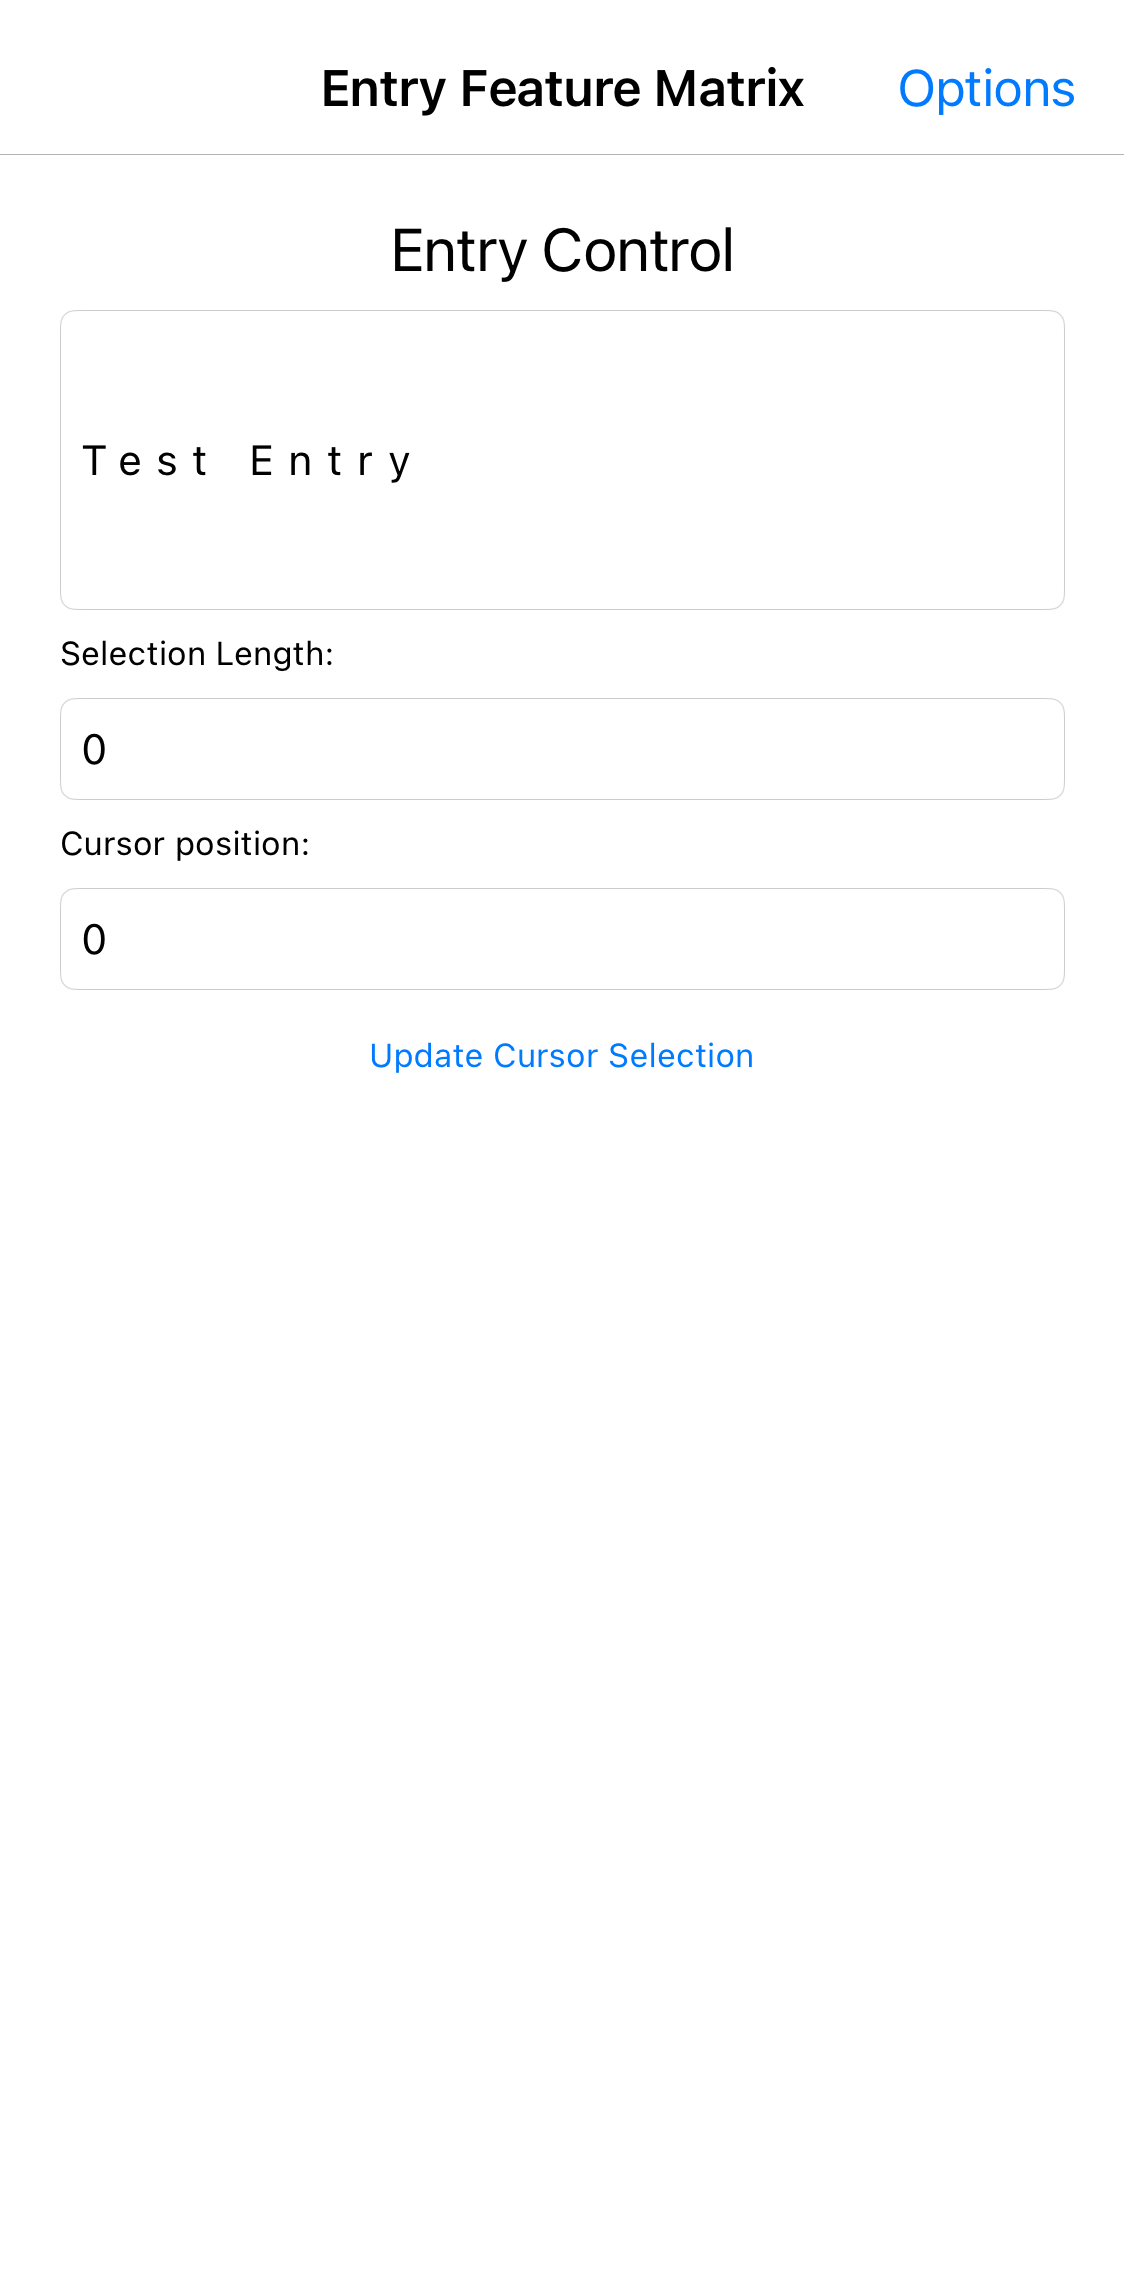 Entry Feature Matrix Options
Entry Control
Test Entry
Selection Length:
0
Cursor position:
0
Update Cursor Selection